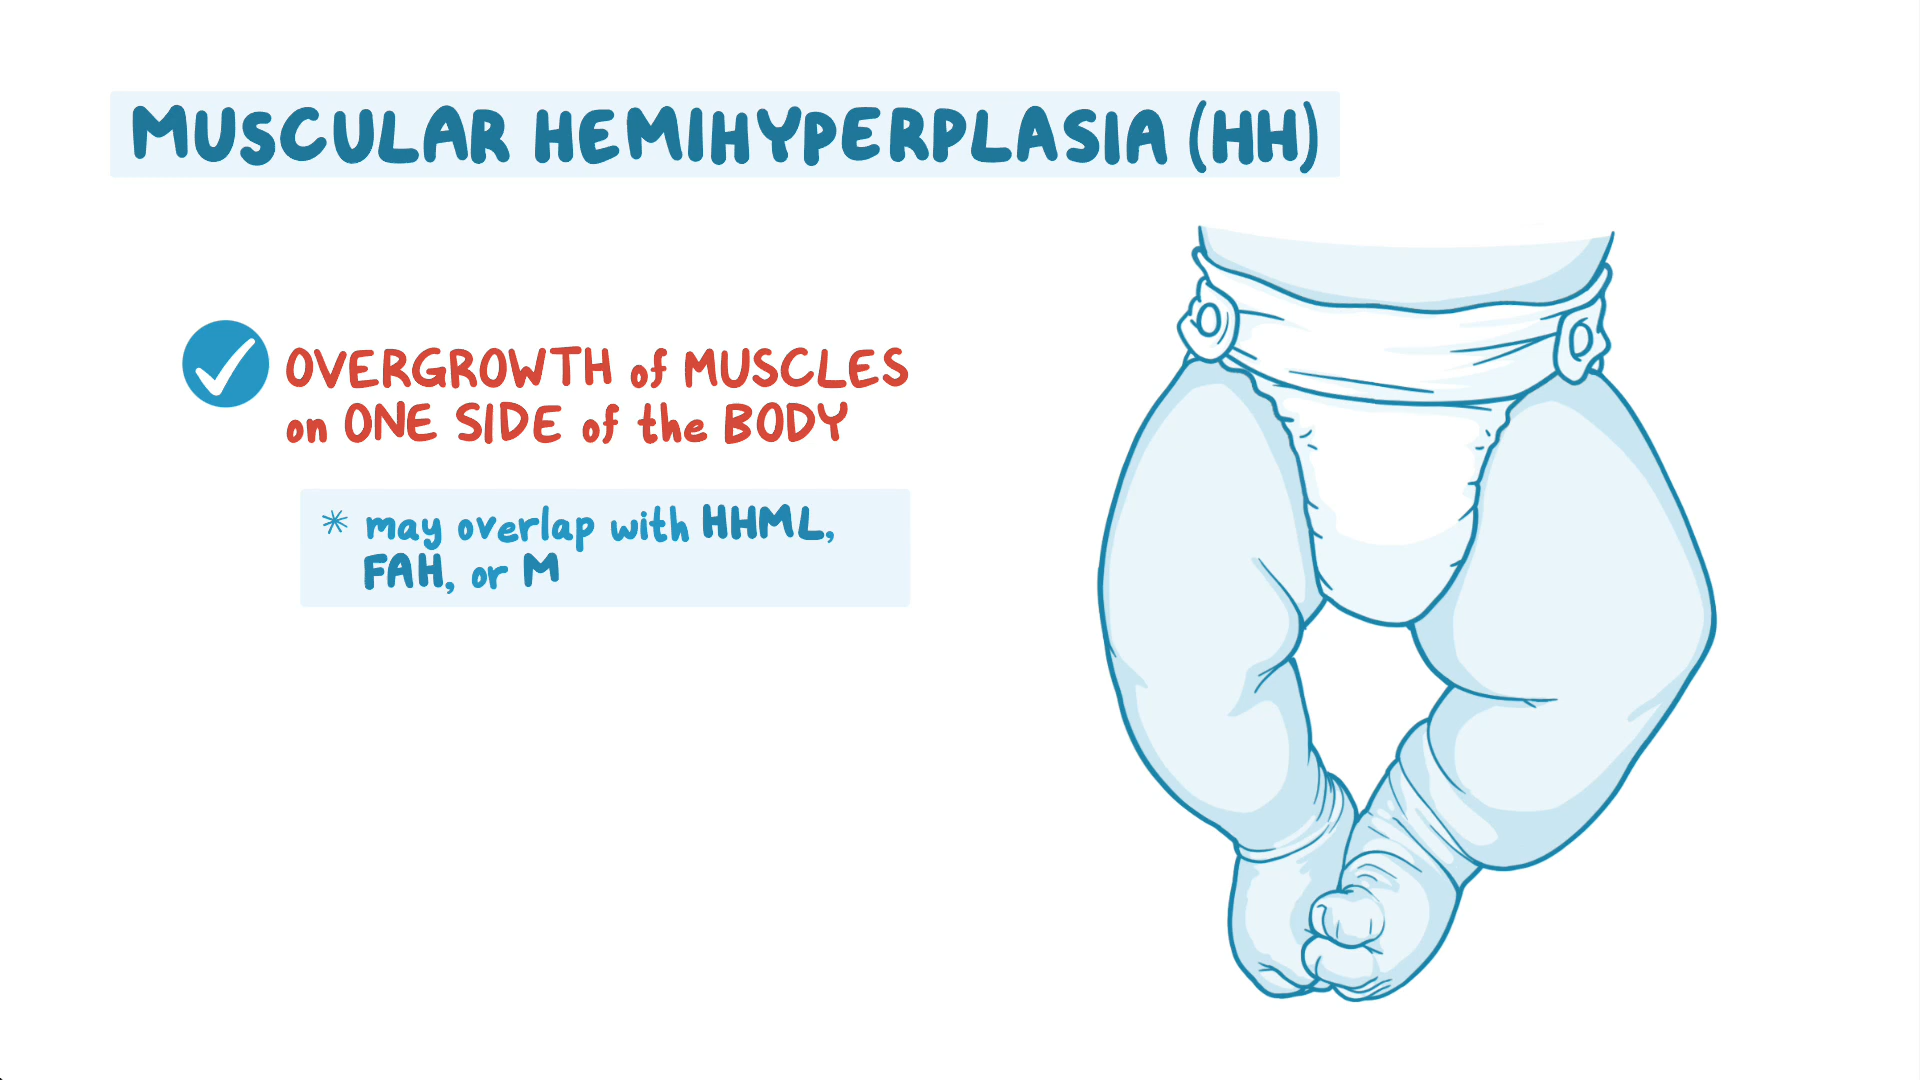 MUSCULAR HEMIHYPERPLASIA (HH)
OVERGROWTH of MUSCLES
on ONE SIDE of the BODY
* may overlap with HHML,
FAH, or M